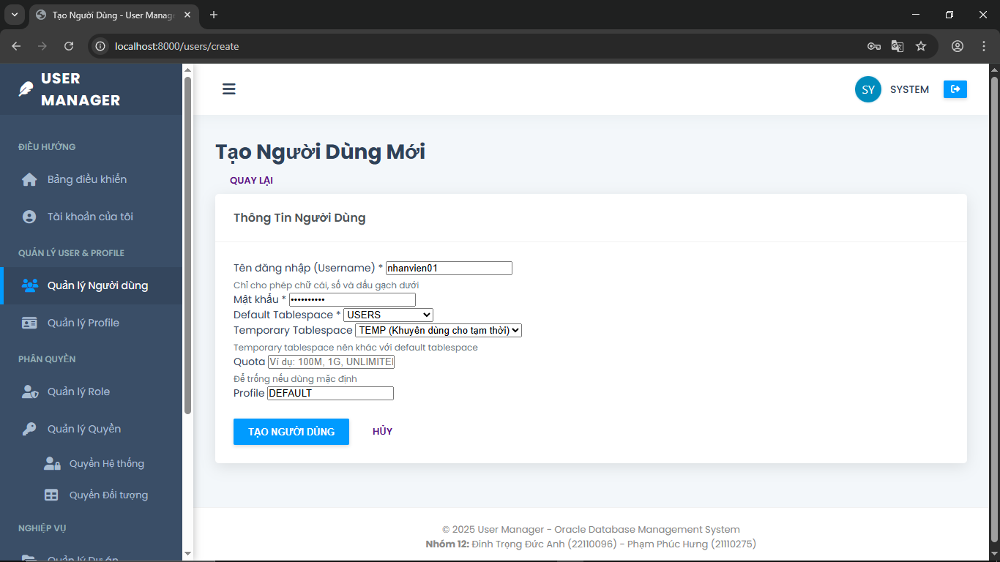 Tạo Người Dùng - User Manage
localhost:8000/users/create
USER
MANAGER
SY SYSTEM
ĐIỀU HƯỚNG
Bảng điều khiển
Tài khoản của tôi
QUẢN LÝ USER & PROFILE
Quản lý Người dùng
Quản lý Profile
PHÂN QUYỀN
Quản lý Role
Quản lý Quyền
Quyền Hệ thống
Quyền Đối tượng
NGHIỆP VỤ
Quản lý Dự án
Tạo Người Dùng Mới
QUAY LẠI
Thông Tin Người Dùng
Tên đăng nhập (Username) * nhanvien01
Chỉ cho phép chữ cái, số và dấu gạch dưới
Mật khẩu * ••••••••••
Default Tablespace * USERS
Temporary Tablespace TEMP (Khuyên dùng cho tạm thời)
Temporary tablespace nên khác với default tablespace
Quota Ví dụ: 100M, 1G, UNLIMITE
Để trống nếu dùng mặc định
Profile DEFAULT
TẠO NGƯỜI DÙNG HỦY
© 2025 User Manager - Oracle Database Management System
Nhóm 12: Đinh Trọng Đức Anh (22110096) - Phạm Phúc Hưng (21110275)